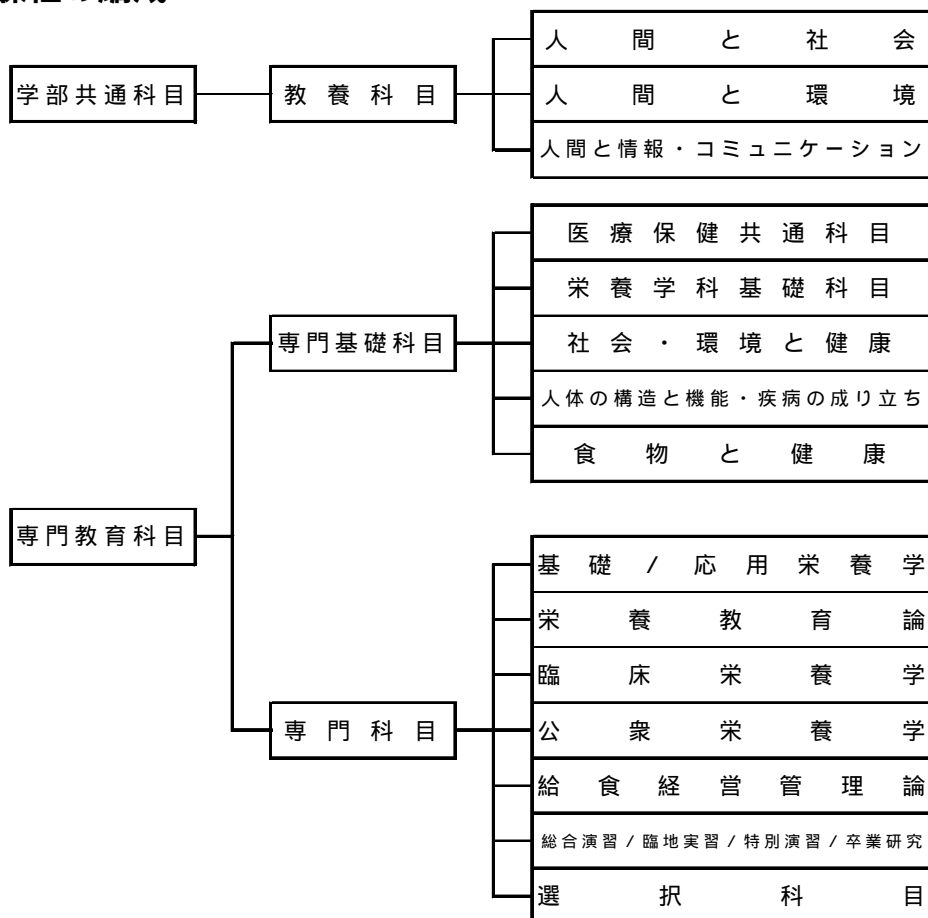 学部共通科目
教養科目
人間と社会
人間と環境
人間と情報・コミュニケーション
専門教育科目
専門基礎科目
医療保健共通科目
栄養学科基礎科目
社会・環境と健康
人体の構造と機能・疾病の成り立ち
食物と健康
専門科目
基礎/応用栄養学
栄養教育論
臨床栄養学
公衆栄養学
給食経営管理論
総合演習/臨地実習/特別演習/卒業研究
選択科目